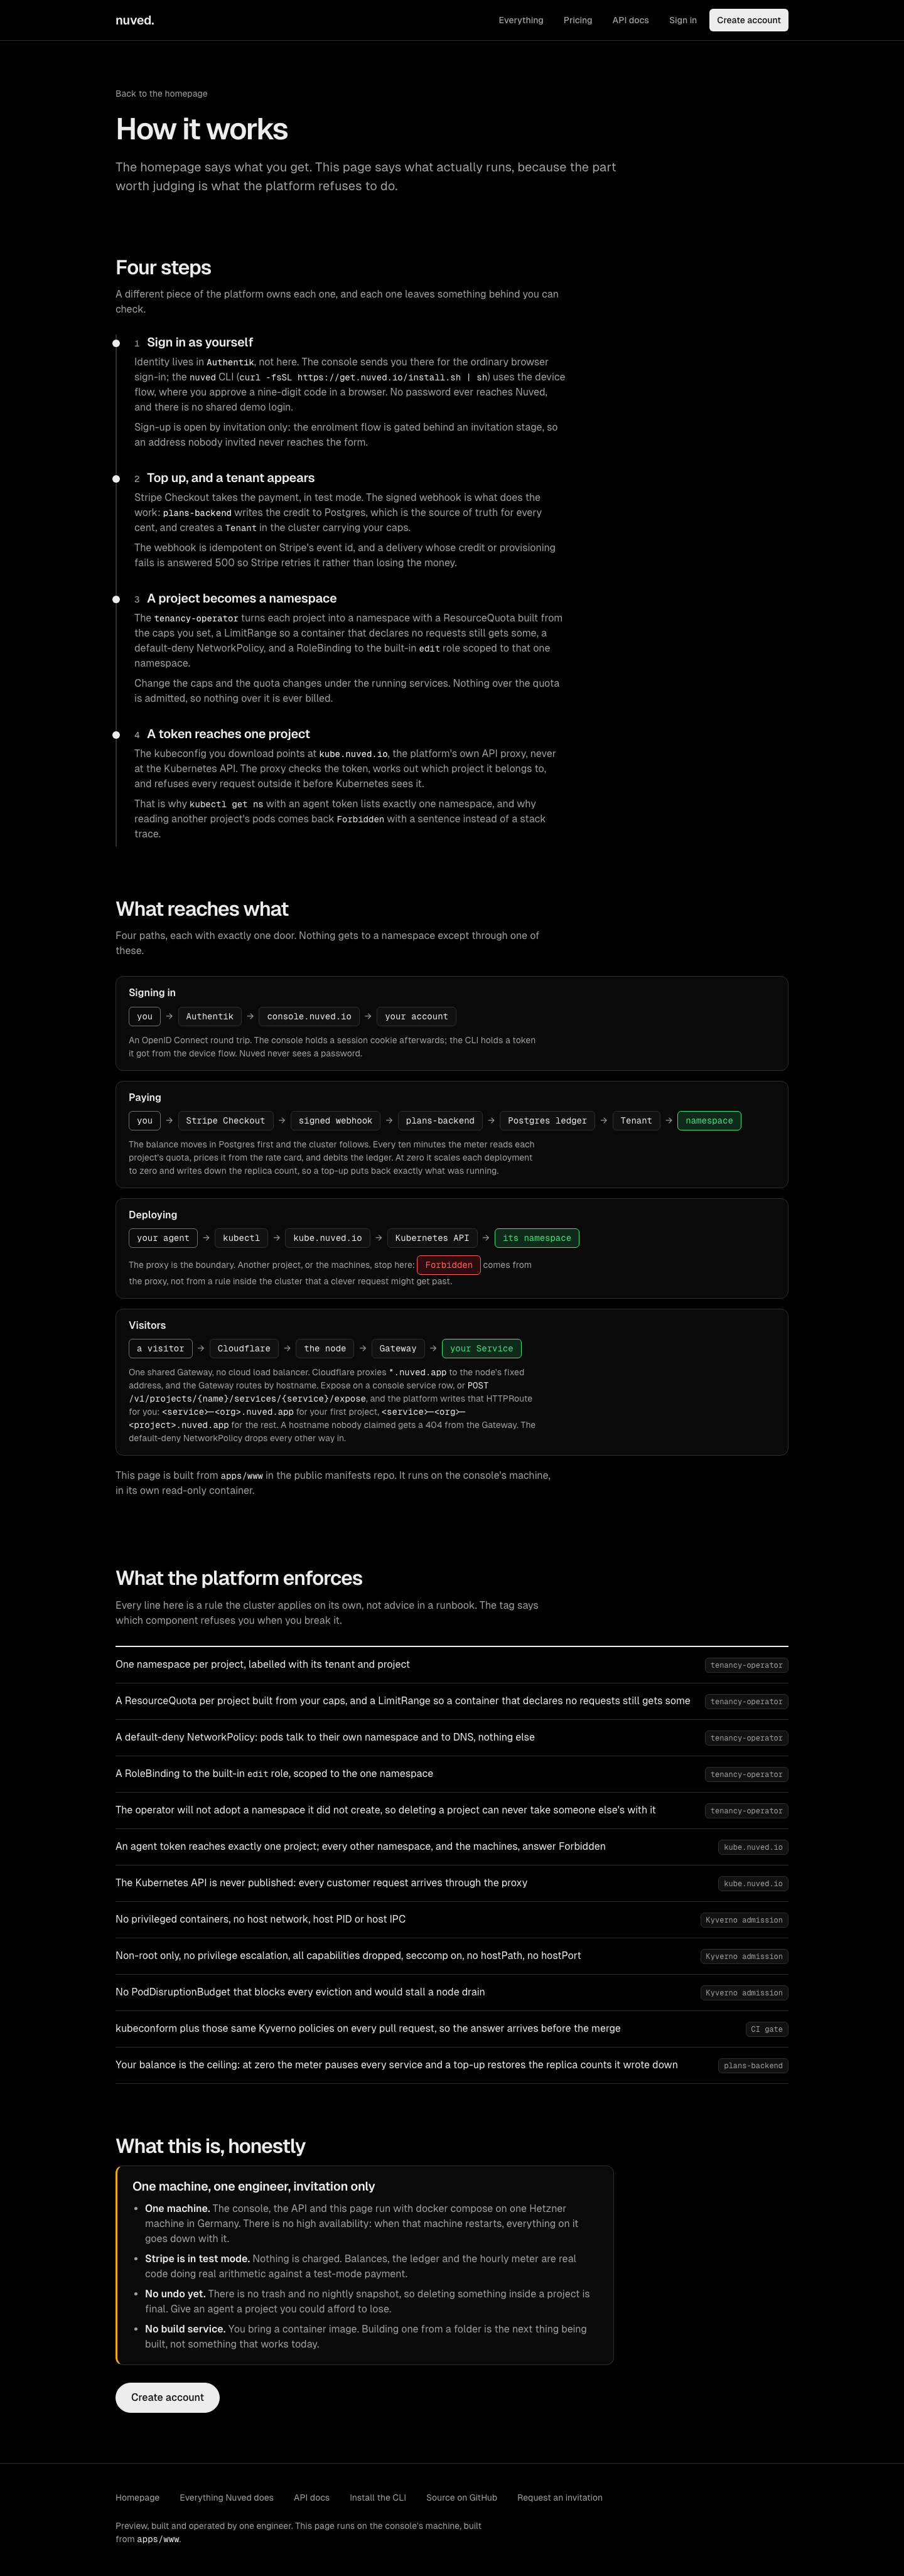 nuved.
Everything
Pricing
API docs
Sign in
Create account
Back to the homepage
How it works
The homepage says what you get. This page says what actually runs, because the part
worth judging is what the platform refuses to do.
Four steps
A different piece of the platform owns each one, and each one leaves something behind you can
check.
1 Sign in as yourself
Identity lives in Authentik, not here. The console sends you there for the ordinary browser
sign-in; the nuved CLI (curl -fsSL https://get.nuved.io/install.sh | sh) uses the device
flow, where you approve a nine-digit code in a browser. No password ever reaches Nuved,
and there is no shared demo login.
Sign-up is open by invitation only: the enrolment flow is gated behind an invitation stage, so
an address nobody invited never reaches the form.
2 Top up, and a tenant appears
Stripe Checkout takes the payment, in test mode. The signed webhook is what does the
work: plans-backend writes the credit to Postgres, which is the source of truth for every
cent, and creates a Tenant in the cluster carrying your caps.
The webhook is idempotent on Stripe's event id, and a delivery whose credit or provisioning
fails is answered 500 so Stripe retries it rather than losing the money.
3 A project becomes a namespace
The tenancy-operator turns each project into a namespace with a ResourceQuota built from
the caps you set, a LimitRange so a container that declares no requests still gets some, a
default-deny NetworkPolicy, and a RoleBinding to the built-in edit role scoped to that one
namespace.
Change the caps and the quota changes under the running services. Nothing over the quota
is admitted, so nothing over it is ever billed.
4 A token reaches one project
The kubeconfig you download points at kube.nuved.io, the platform's own API proxy, never
at the Kubernetes API. The proxy checks the token, works out which project it belongs to,
and refuses every request outside it before Kubernetes sees it.
That is why kubectl get ns with an agent token lists exactly one namespace, and why
reading another project's pods comes back Forbidden with a sentence instead of a stack
trace.
What reaches what
Four paths, each with exactly one door. Nothing gets to a namespace except through one of
these.
Signing in
you → Authentik → console.nuved.io → your account
An OpenID Connect round trip. The console holds a session cookie afterwards; the CLI holds a token
it got from the device flow. Nuved never sees a password.
Paying
you → Stripe Checkout → signed webhook → plans-backend → Postgres ledger → Tenant → namespace
The balance moves in Postgres first and the cluster follows. Every ten minutes the meter reads each
project's quota, prices it from the rate card, and debits the ledger. At zero it scales each deployment
to zero and writes down the replica count, so a top-up puts back exactly what was running.
Deploying
your agent → kubectl → kube.nuved.io → Kubernetes API → its namespace
The proxy is the boundary. Another project, or the machines, stop here: Forbidden comes from
the proxy, not from a rule inside the cluster that a clever request might get past.
Visitors
a visitor → Cloudflare → the node → Gateway → your Service
One shared Gateway, no cloud load balancer. Cloudflare proxies *.nuved.app to the node's fixed
address, and the Gateway routes by hostname. Expose on a console service row, or POST
/v1/projects/{name}/services/{service}/expose, and the platform writes that HTTPRoute
for you: <service>—<org>.nuved.app for your first project, <service>—<org>—
<project>.nuved.app for the rest. A hostname nobody claimed gets a 404 from the Gateway. The
default-deny NetworkPolicy drops every other way in.
This page is built from apps/www in the public manifests repo. It runs on the console's machine,
in its own read-only container.
What the platform enforces
Every line here is a rule the cluster applies on its own, not advice in a runbook. The tag says
which component refuses you when you break it.
One namespace per project, labelled with its tenant and project tenancy-operator
A ResourceQuota per project built from your caps, and a LimitRange so a container that declares no requests still gets some tenancy-operator
A default-deny NetworkPolicy: pods talk to their own namespace and to DNS, nothing else tenancy-operator
A RoleBinding to the built-in edit role, scoped to the one namespace tenancy-operator
The operator will not adopt a namespace it did not create, so deleting a project can never take someone else's with it tenancy-operator
An agent token reaches exactly one project; every other namespace, and the machines, answer Forbidden kube.nuved.io
The Kubernetes API is never published: every customer request arrives through the proxy kube.nuved.io
No privileged containers, no host network, host PID or host IPC Kyverno admission
Non-root only, no privilege escalation, all capabilities dropped, seccomp on, no hostPath, no hostPort Kyverno admission
No PodDisruptionBudget that blocks every eviction and would stall a node drain Kyverno admission
kubeconform plus those same Kyverno policies on every pull request, so the answer arrives before the merge CI gate
Your balance is the ceiling: at zero the meter pauses every service and a top-up restores the replica counts it wrote down plans-backend
What this is, honestly
One machine, one engineer, invitation only
• One machine. The console, the API and this page run with docker compose on one Hetzner
machine in Germany. There is no high availability: when that machine restarts, everything on it
goes down with it.
• Stripe is in test mode. Nothing is charged. Balances, the ledger and the hourly meter are real
code doing real arithmetic against a test-mode payment.
• No undo yet. There is no trash and no nightly snapshot, so deleting something inside a project is
final. Give an agent a project you could afford to lose.
• No build service. You bring a container image. Building one from a folder is the next thing being
built, not something that works today.
Create account
Homepage
Everything Nuved does
API docs
Install the CLI
Source on GitHub
Request an invitation
Preview, built and operated by one engineer. This page runs on the console's machine, built
from apps/www.